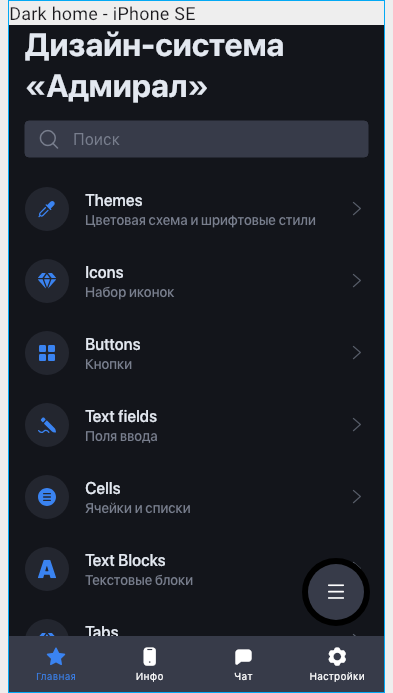 Dark home - iPhone SE
Дизайн-система
«Адмирал»
Поиск
Themes
Цветовая схема и шрифтовые стили
Icons
Набор иконок
Buttons
Кнопки
Text fields
Поля ввода
Cells
Ячейки и списки
Text Blocks
Текстовые блоки
Tabs
Главная
Инфо
Чат
Настройки